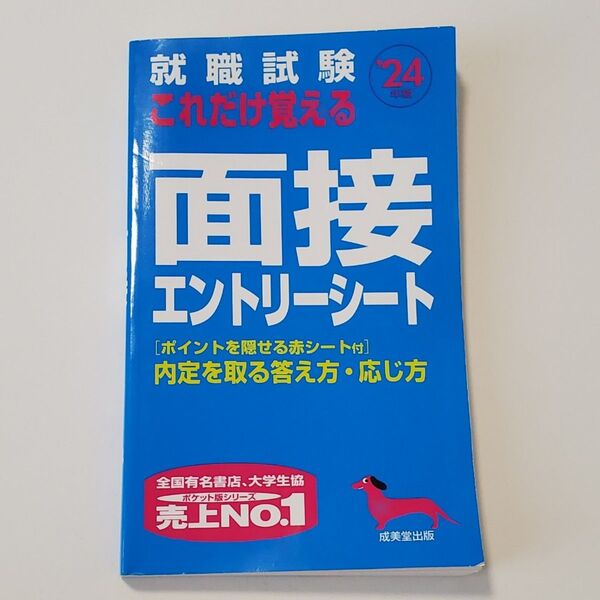 就職試験
'24
年版
これだけ覚える
面接
エントリーシート
[ポイントを隠せる赤シート付]
内定を取る答え方・応じ方
全国有名書店、大学生協
ポケット版シリーズ
売上NO.1
成美堂出版